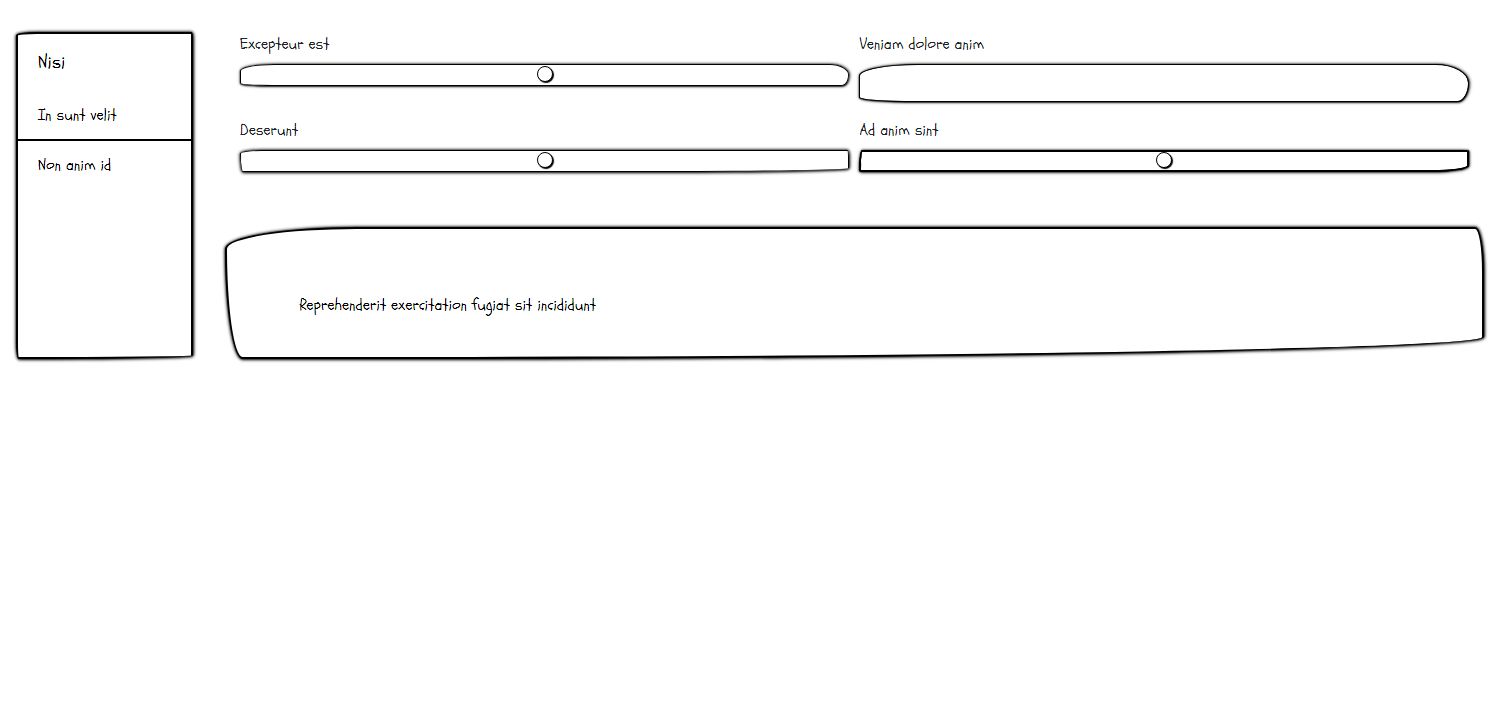 Nisi
In sunt velit
Non anim id
Excepteur est
Veniam dolore anim
Deserunt
Ad anim sint
Reprehenderit exercitation fugiat sit incididunt